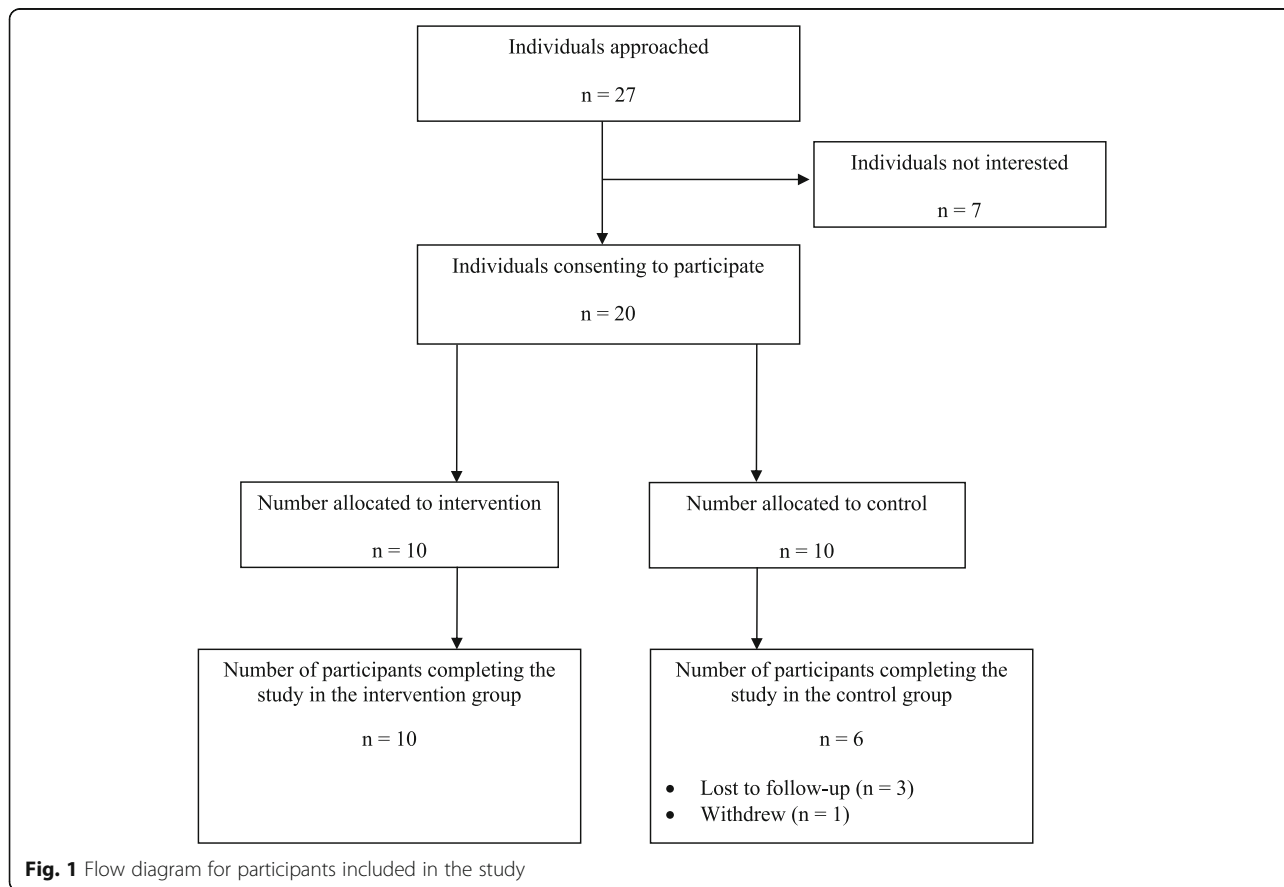 Individuals approached
n = 27
Individuals not interested
n = 7
Individuals consenting to participate
n = 20
Number allocated to intervention
n = 10
Number allocated to control
n = 10
Number of participants completing the
study in the intervention group
n = 10
Number of participants completing the
study in the control group
n = 6
• Lost to follow-up (n = 3)
• Withdrew (n = 1)
Fig. 1 Flow diagram for participants included in the study